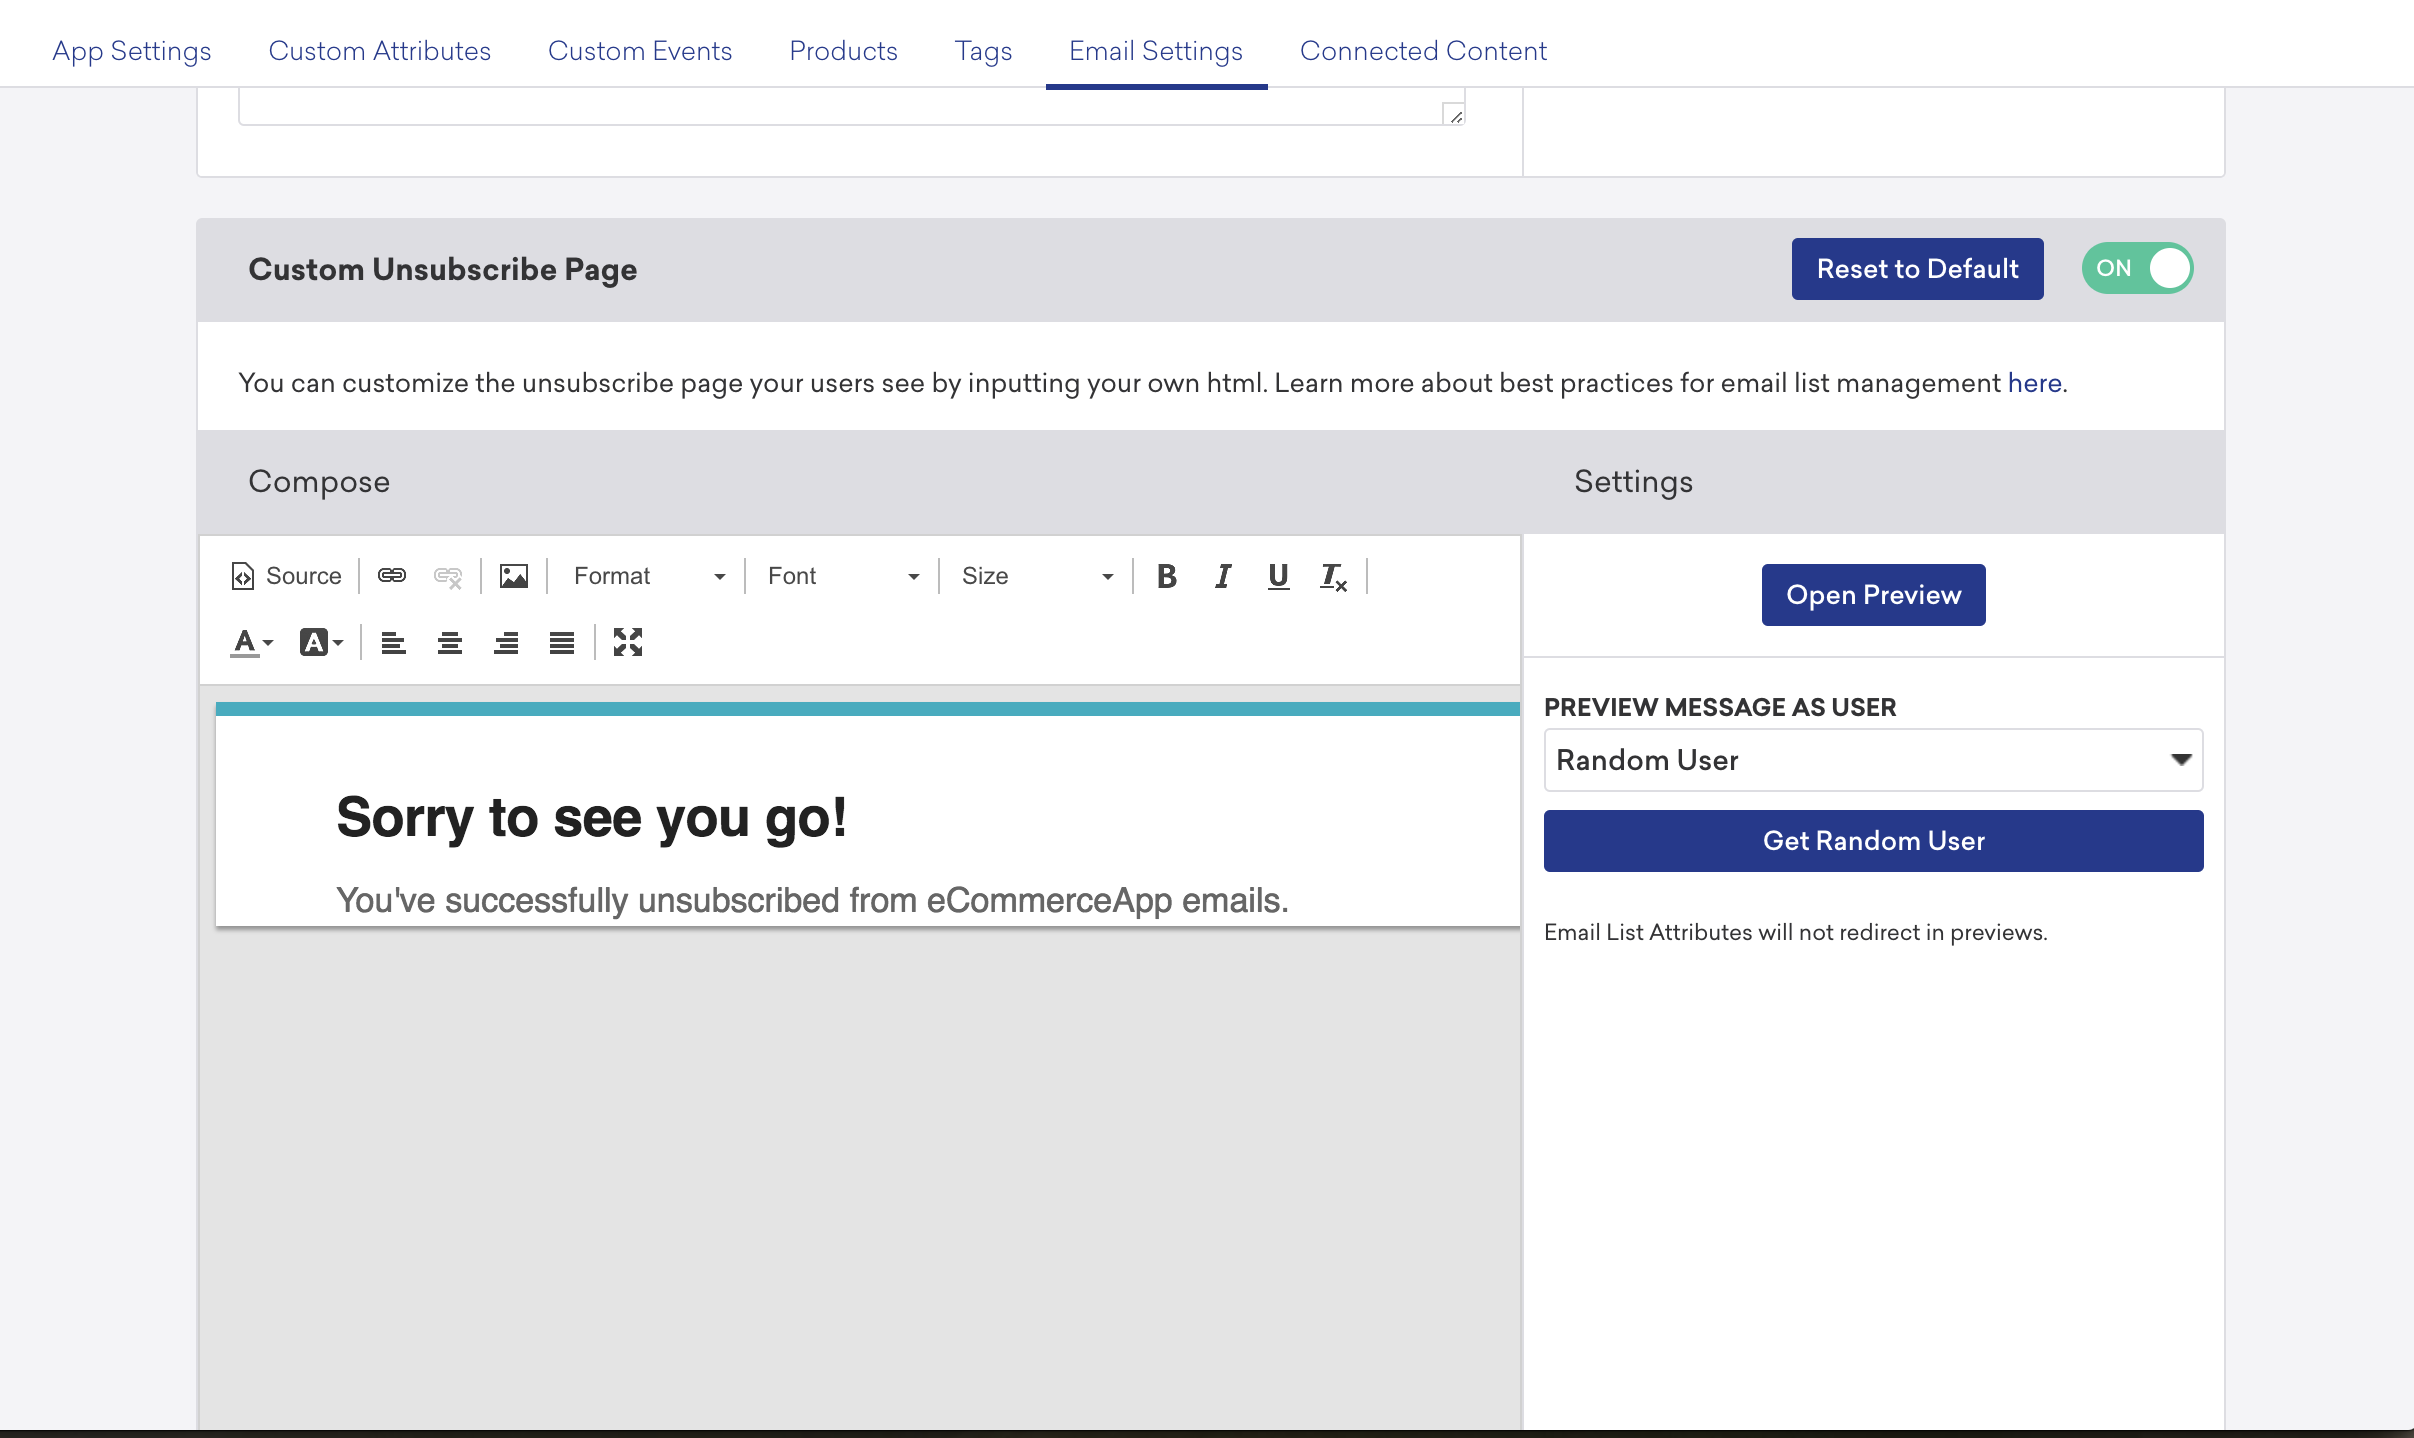 App Settings Custom Attributes Custom Events Products Tags Email Settings Connected Content
Custom Unsubscribe Page
Reset to Default
ON
You can customize the unsubscribe page your users see by inputting your own html. Learn more about best practices for email list management here.
Compose
Settings
Source
Format
Font
Size
B I U Tx
A A
Open Preview
PREVIEW MESSAGE AS USER
Random User
Get Random User
Email List Attributes will not redirect in previews.
Sorry to see you go!
You've successfully unsubscribed from eCommerceApp emails.